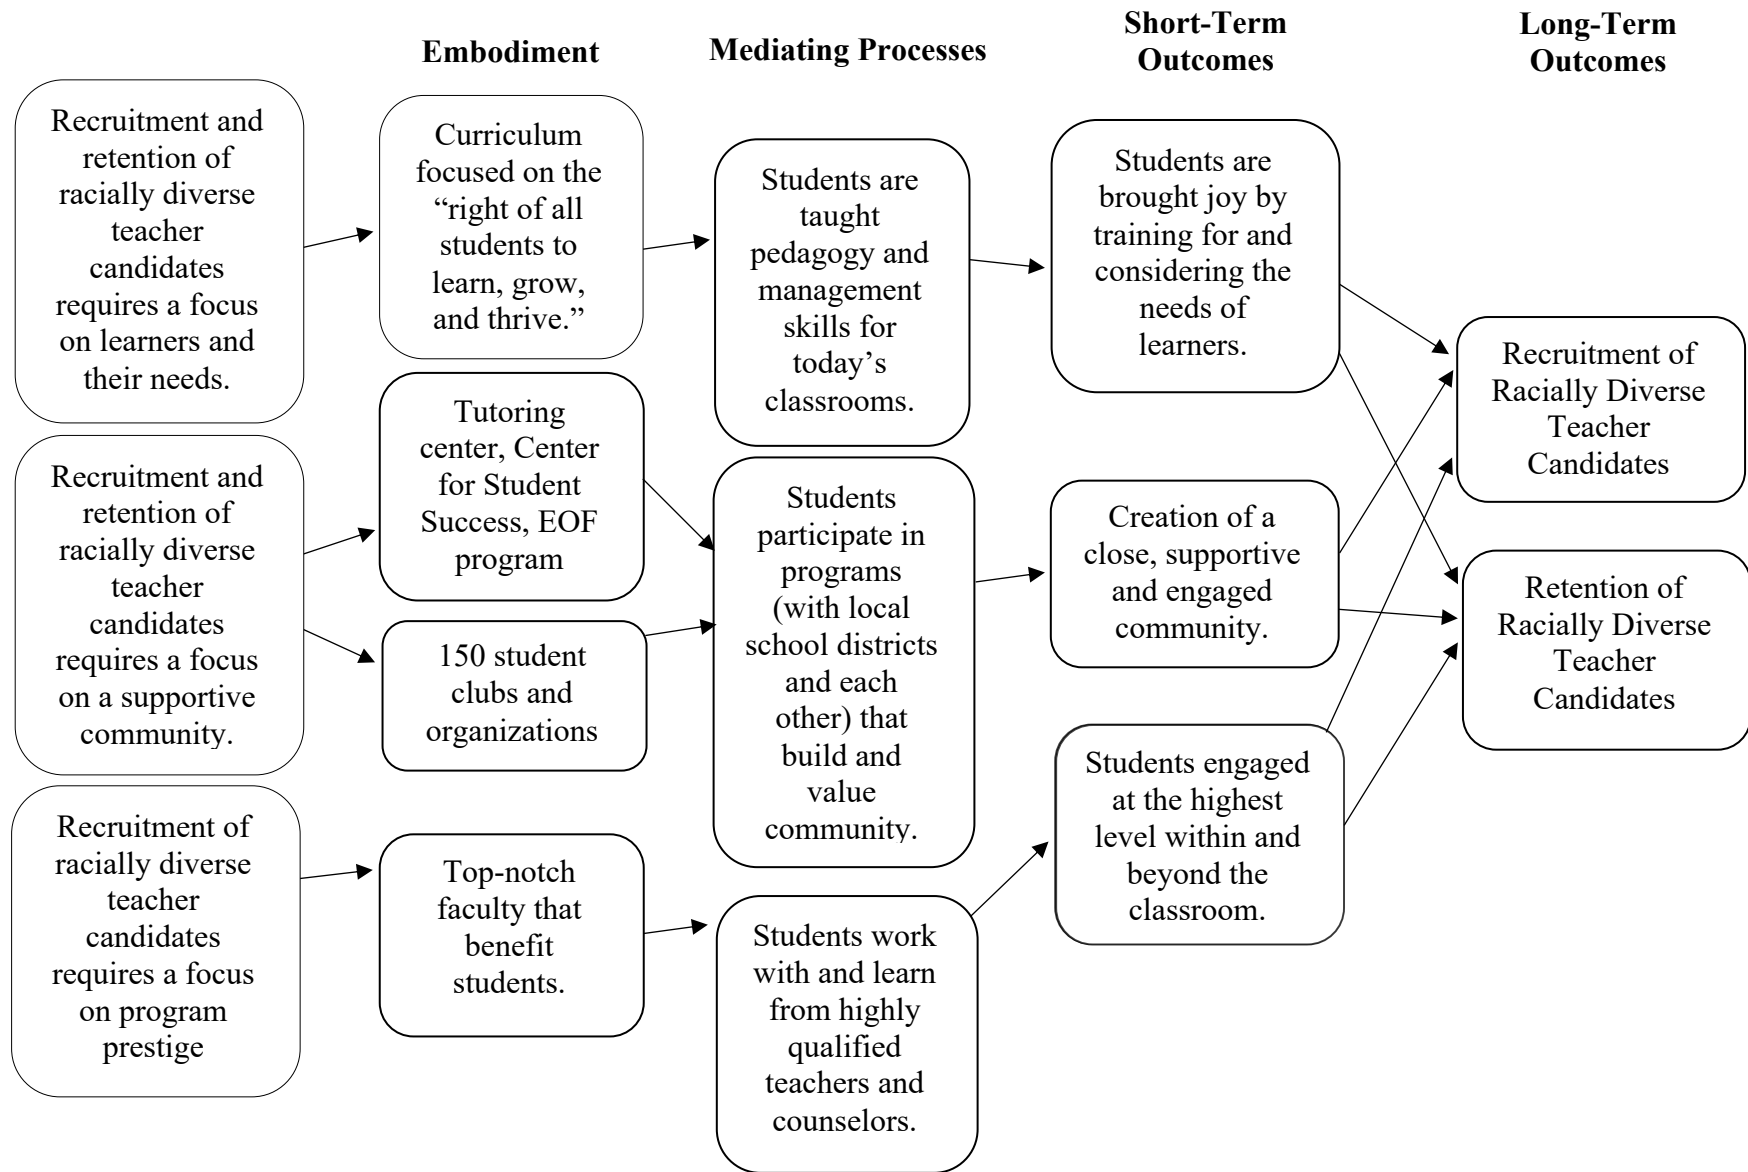 Embodiment
Mediating Processes
Short-Term
Outcomes
Long-Term
Outcomes
Recruitment and
retention of
racially diverse
teacher
candidates
requires a focus
on learners and
their needs.
Recruitment and
retention of
racially diverse
teacher
candidates
requires a focus
on a supportive
community.
Recruitment of
racially diverse
teacher
candidates
requires a focus
on program
prestige
Curriculum
focused on the
“right of all
students to
learn, grow,
and thrive.”
Tutoring
center, Center
for Student
Success, EOF
program
150 student
clubs and
organizations
Top-notch
faculty that
benefit
students.
Students are
taught
pedagogy and
management
skills for
today’s
classrooms.
Students
participate in
programs
(with local
school districts
and each
other) that
build and
value
community.
Students work
with and learn
from highly
qualified
teachers and
counselors.
Students are
brought joy by
training for and
considering the
needs of
learners.
Creation of a
close, supportive
and engaged
community.
Students engaged
at the highest
level within and
beyond the
classroom.
Recruitment of
Racially Diverse
Teacher
Candidates
Retention of
Racially Diverse
Teacher
Candidates